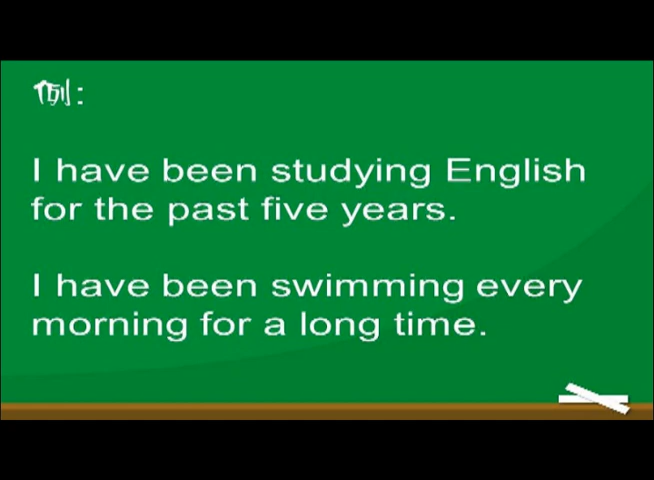 例:
I have been studying English
for the past five years.
I have been swimming every
morning for a long time.